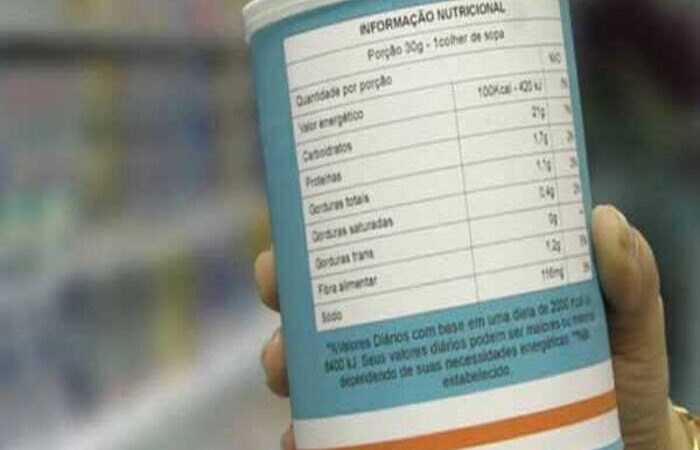 INFORMAÇÃO NUTRICIONAL
Porção 30g - 1colher de sopa
Quantidade por porção
Valor energético 100Kcal - 420 kJ
Carboidratos 21g
Proteínas 1,7g
Gorduras totais 1,1g
Gorduras saturadas 0,4g
Gorduras trans 0g
Fibra alimentar 1,2g
Sódio 116mg
"%Valores Diários com base em uma dieta de 2000 kcal
8400 kJ. Seus valores diários podem ser maiores ou menores
dependendo de suas necessidades energéticas
estabelecido.